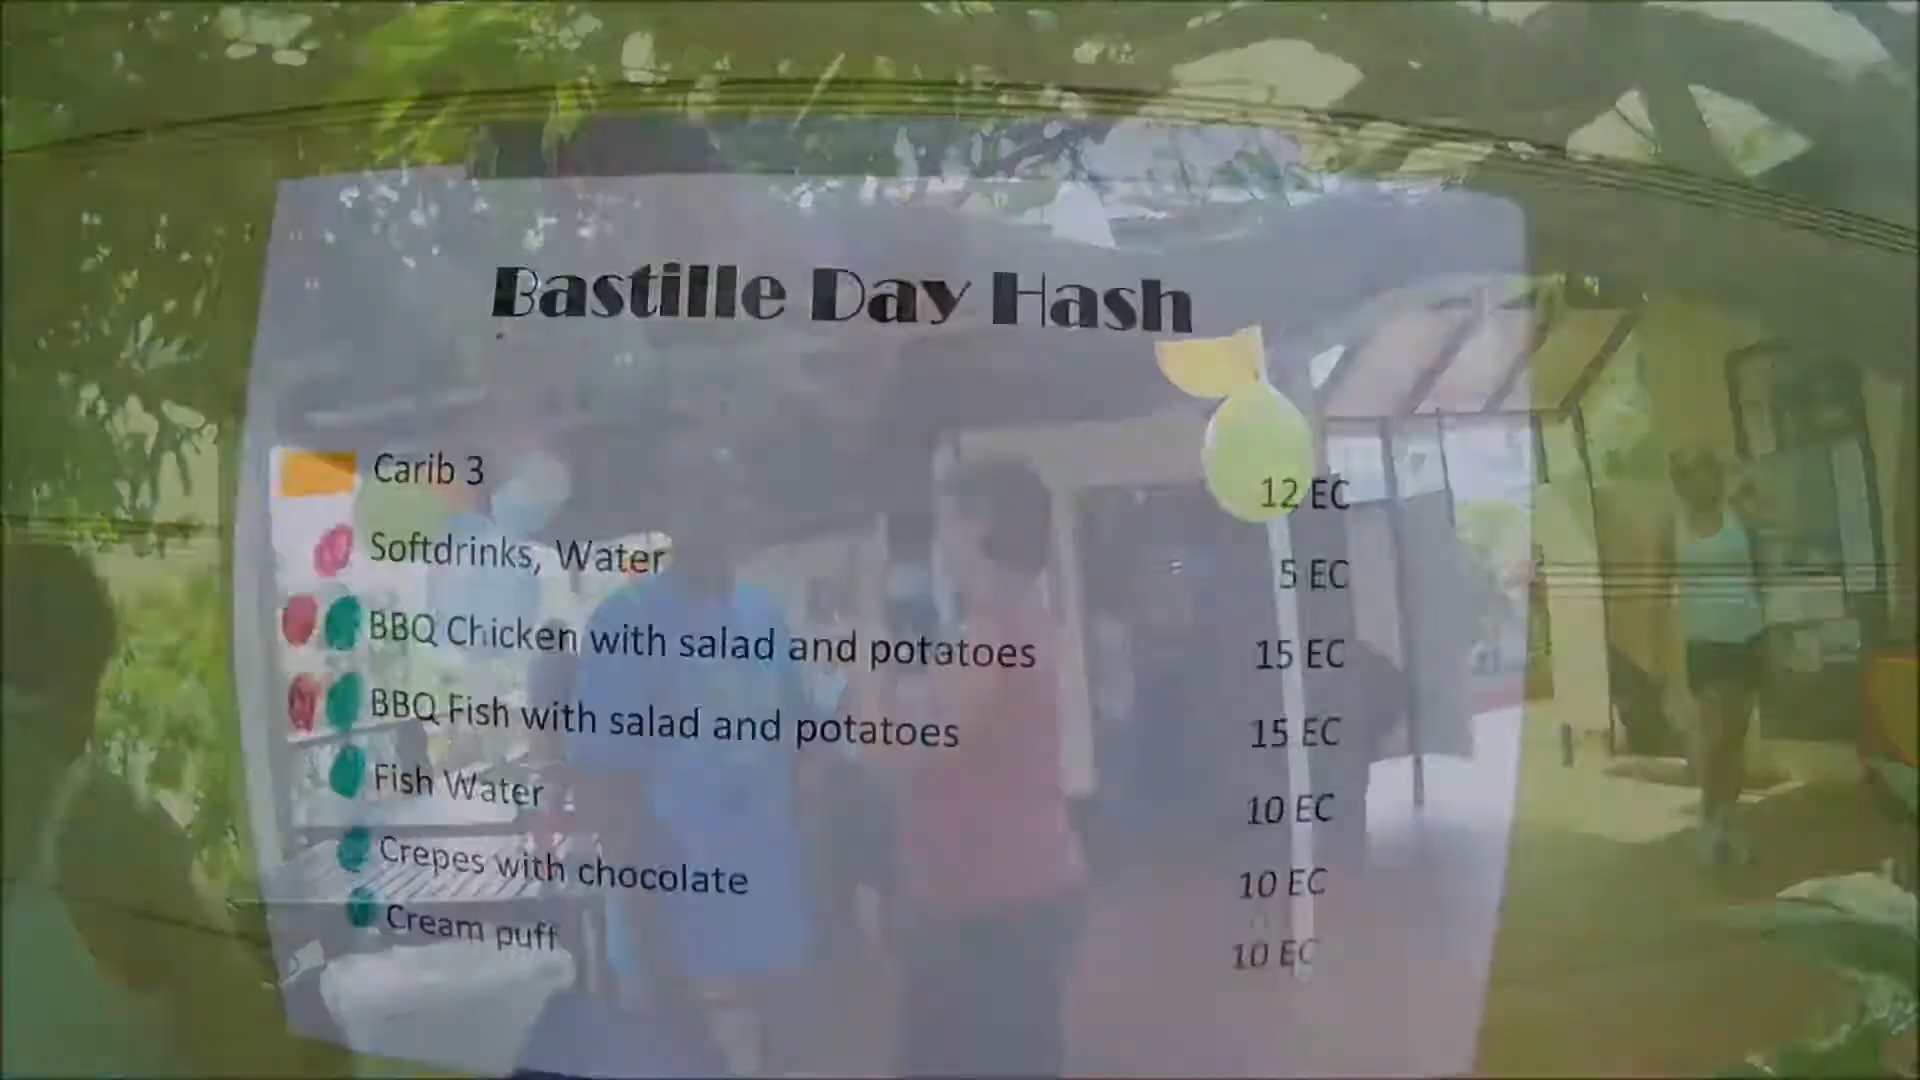 Bastille Day Hash
Carib 3 12 EC
Softdrinks, Water 5 EC
BBQ Chicken with salad and potatoes 15 EC
BBQ Fish with salad and potatoes 15 EC
Fish Water 10 EC
Crepes with chocolate 10 EC
Cream puff 10 EC